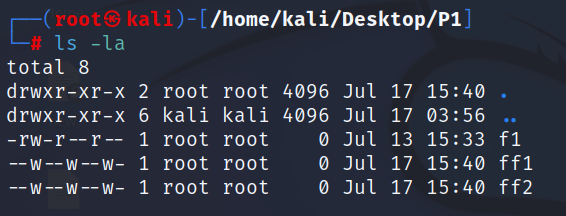 ┌──(root㉿kali)-[/home/kali/Desktop/P1]
└─# ls -la
total 8
drwxr-xr-x 2 root root 4096 Jul 17 15:40 .
drwxr-xr-x 6 kali kali 4096 Jul 17 03:56 ..
-rw-r--r-- 1 root root    0 Jul 13 15:33 f1
--w--w--w- 1 root root    0 Jul 17 15:40 ff1
--w--w--w- 1 root root    0 Jul 17 15:40 ff2